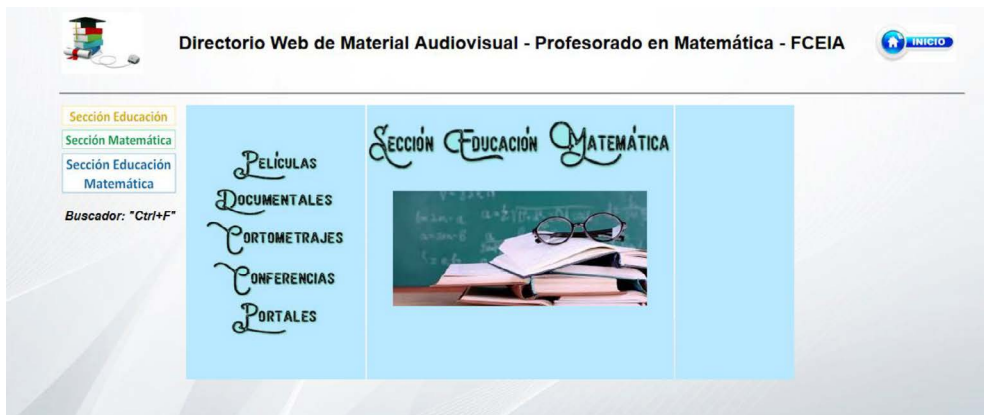 Directorio Web de Material Audiovisual - Profesorado en Matemática - FCEIA
INICIO
Sección Educación
Sección Matemática
Sección Educación
Matemática
Buscador: "Ctrl+F"
Películas
Documentales
Cortometrajes
Conferencias
Portales
Sección Educación Matemática